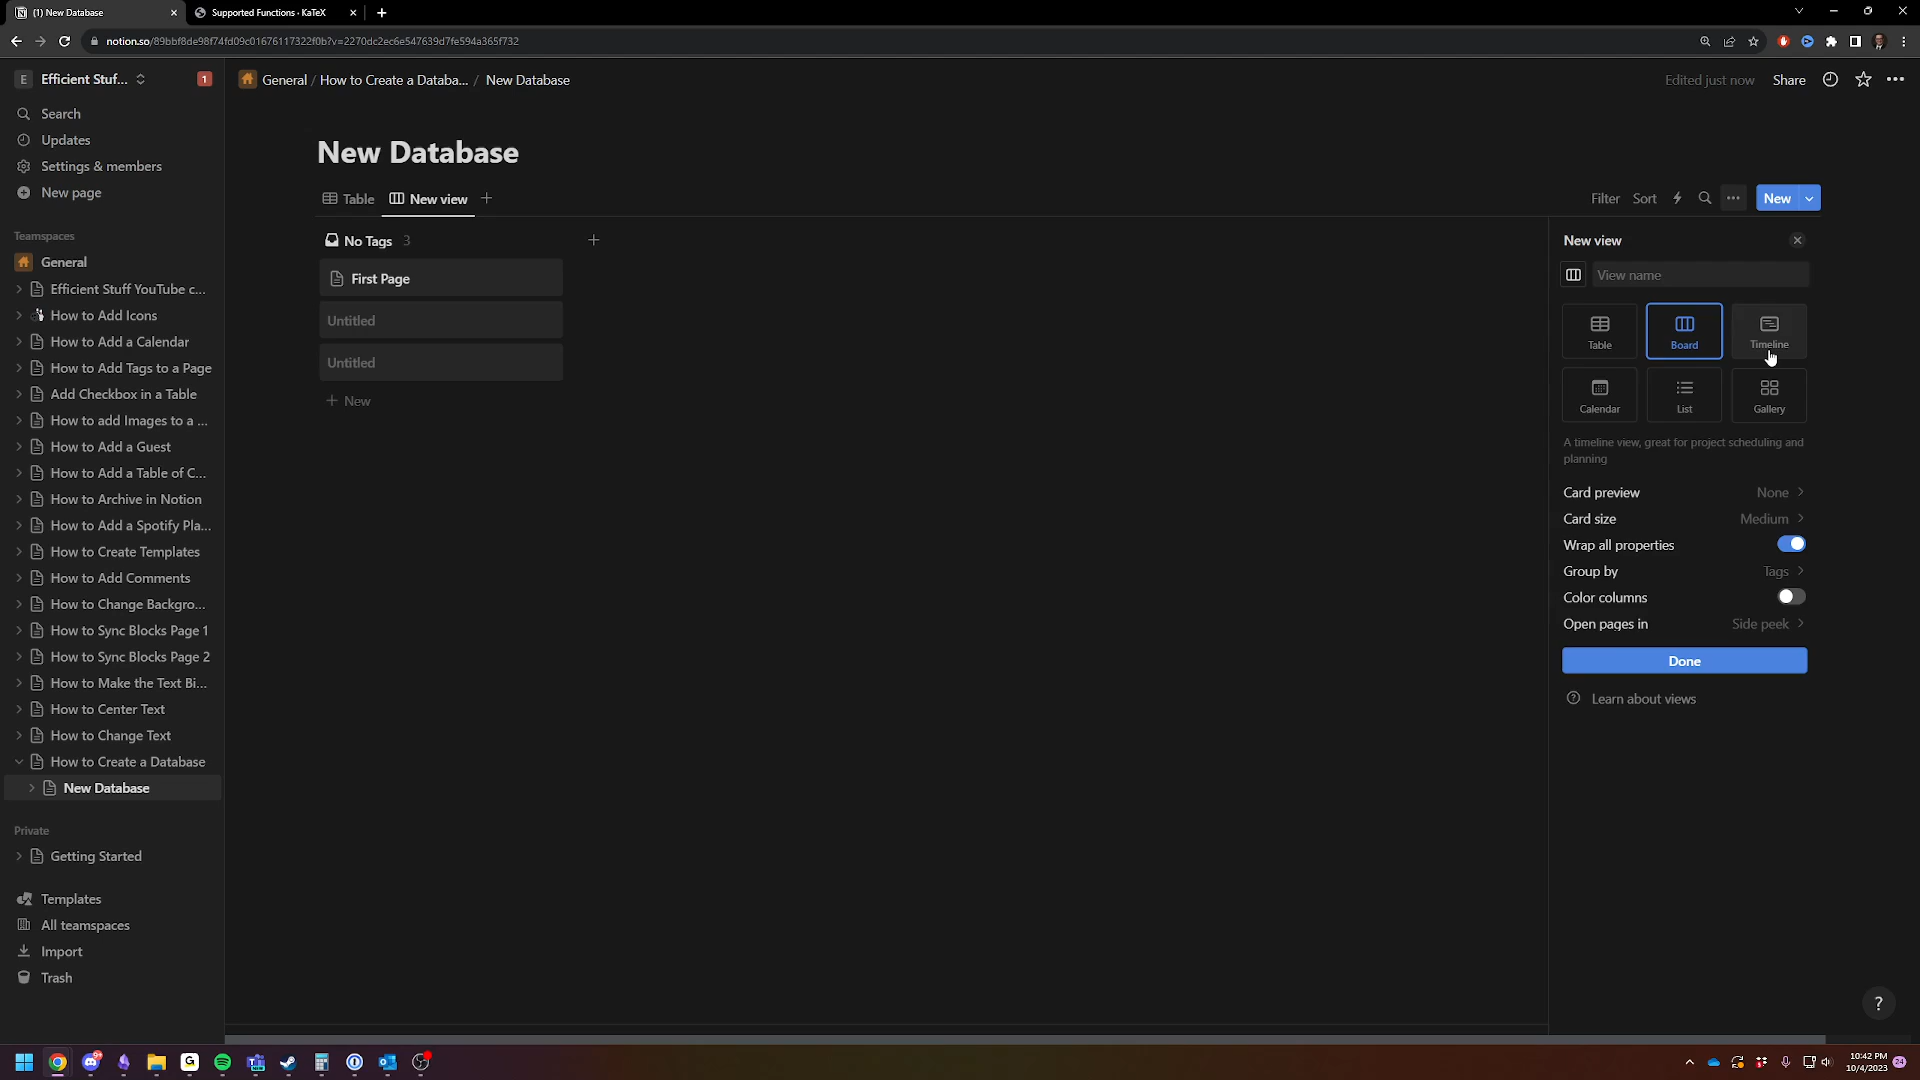 (1) New Database
Supported Functions · KaTeX
notion.so/89bbf8de98f74fd09c01676117322f0b?v=2270dc2ec6e547639d7fe594a365f732
E Efficient Stuf... 1
Search
Updates
Settings & members
New page
Teamspaces
General
Efficient Stuff YouTube c...
How to Add Icons
How to Add a Calendar
How to Add Tags to a Page
Add Checkbox in a Table
How to add Images to a ...
How to Add a Guest
How to Add a Table of C...
How to Archive in Notion
How to Add a Spotify Pla...
How to Create Templates
How to Add Comments
How to Change Backgro...
How to Sync Blocks Page 1
How to Sync Blocks Page 2
How to Make the Text Bi...
How to Center Text
How to Change Text
How to Create a Database
New Database
Private
Getting Started
Templates
All teamspaces
Import
Trash
General / How to Create a Databa... / New Database
Edited just now Share
New Database
Table New view
Filter Sort New
No Tags 3
First Page
Untitled
Untitled
New
New view
View name
Table Board Timeline
Calendar List Gallery
A timeline view, great for project scheduling and
planning
Card preview None
Card size Medium
Wrap all properties
Group by Tags
Color columns
Open pages in Side peek
Done
Learn about views
?
10:42 PM
10/4/2023
24